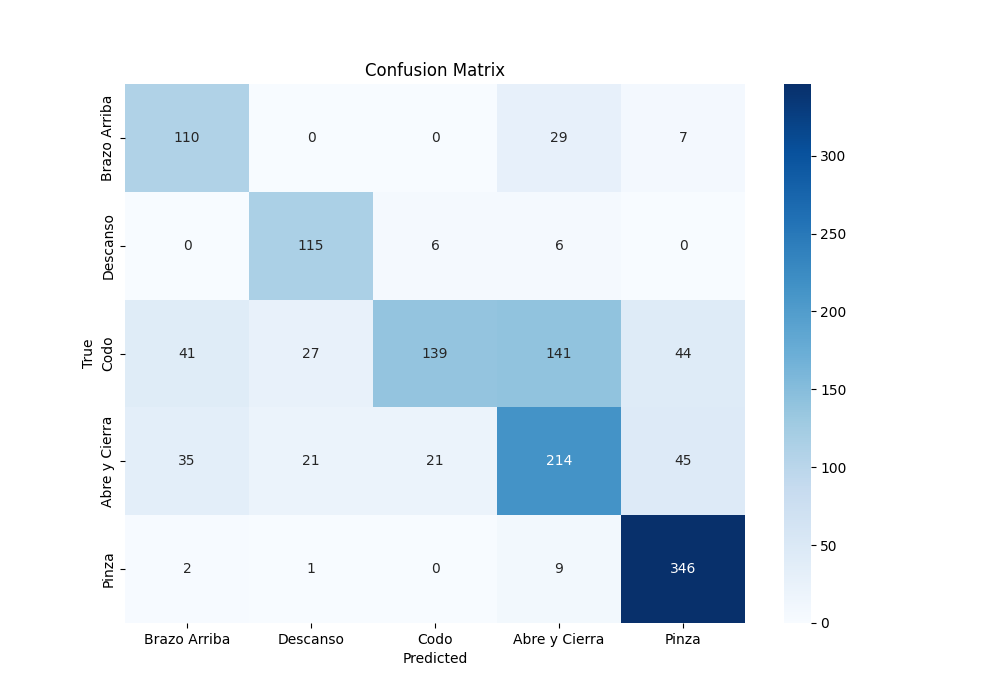 Confusion Matrix
Brazo Arriba
110 0 0 29 7
Descanso
0 115 6 6 0
True
Codo
41 27 139 141 44
Abre y Cierra
35 21 21 214 45
Pinza
2 1 0 9 346
Brazo Arriba Descanso Codo Abre y Cierra Pinza
Predicted
300
250
200
150
100
50
0